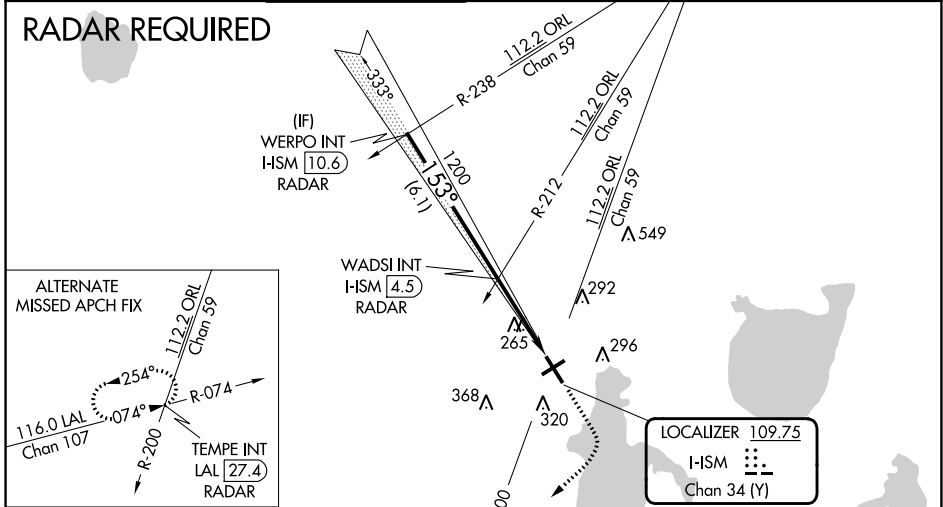 RADAR REQUIRED
112.2 ORL
Chan 59
R-238
333°
(IF)
WERPO INT
I-ISM 10.6
RADAR
1200
153°
(6.1)
112.2 ORL
Chan 59
R-212
112.2 ORL
Chan 59
549
WADSI INT
I-ISM 4.5
RADAR
292
265
296
368
320
ALTERNATE
MISSED APCH FIX
112.2 ORL
Chan 59
254°
R-074
074°
116.0 LAL
Chan 107
R-200
TEMPE INT
LAL 27.4
RADAR
LOCALIZER 109.75
I-ISM
Chan 34 (Y)
00